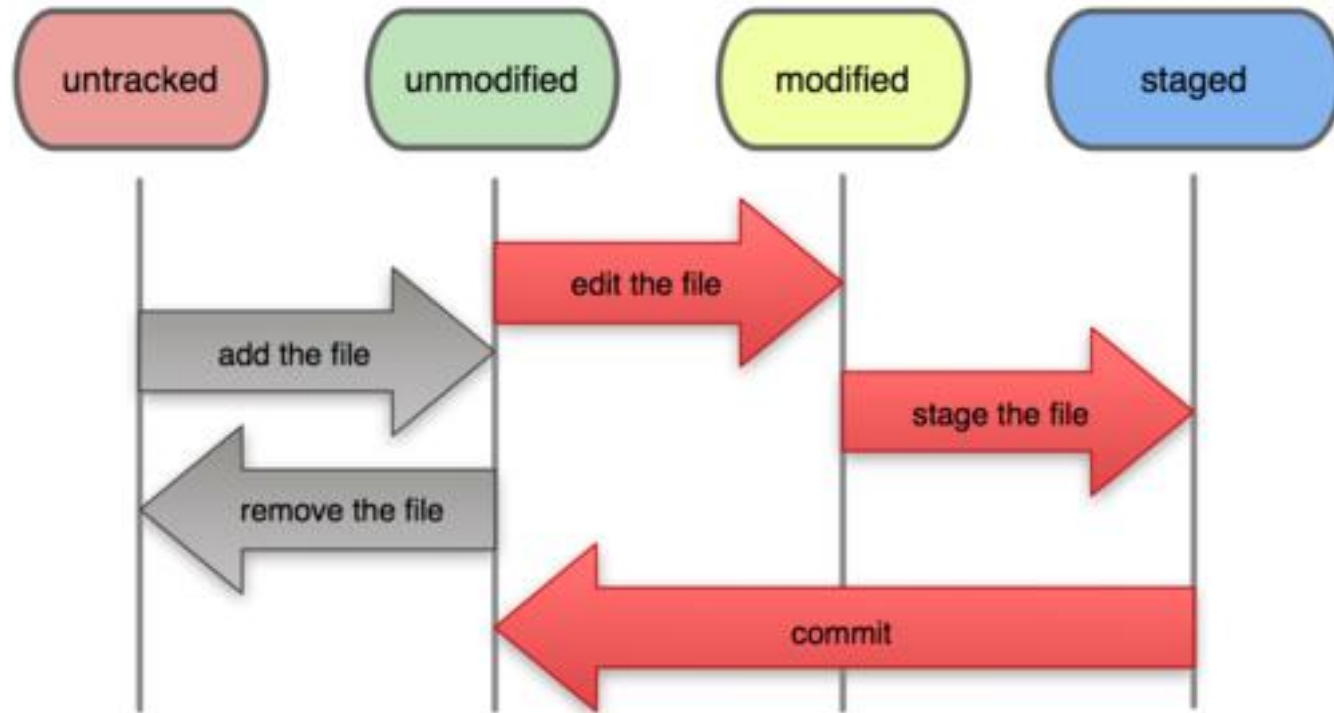 untracked
unmodified
modified
staged
edit the file
add the file
stage the file
remove the file
commit